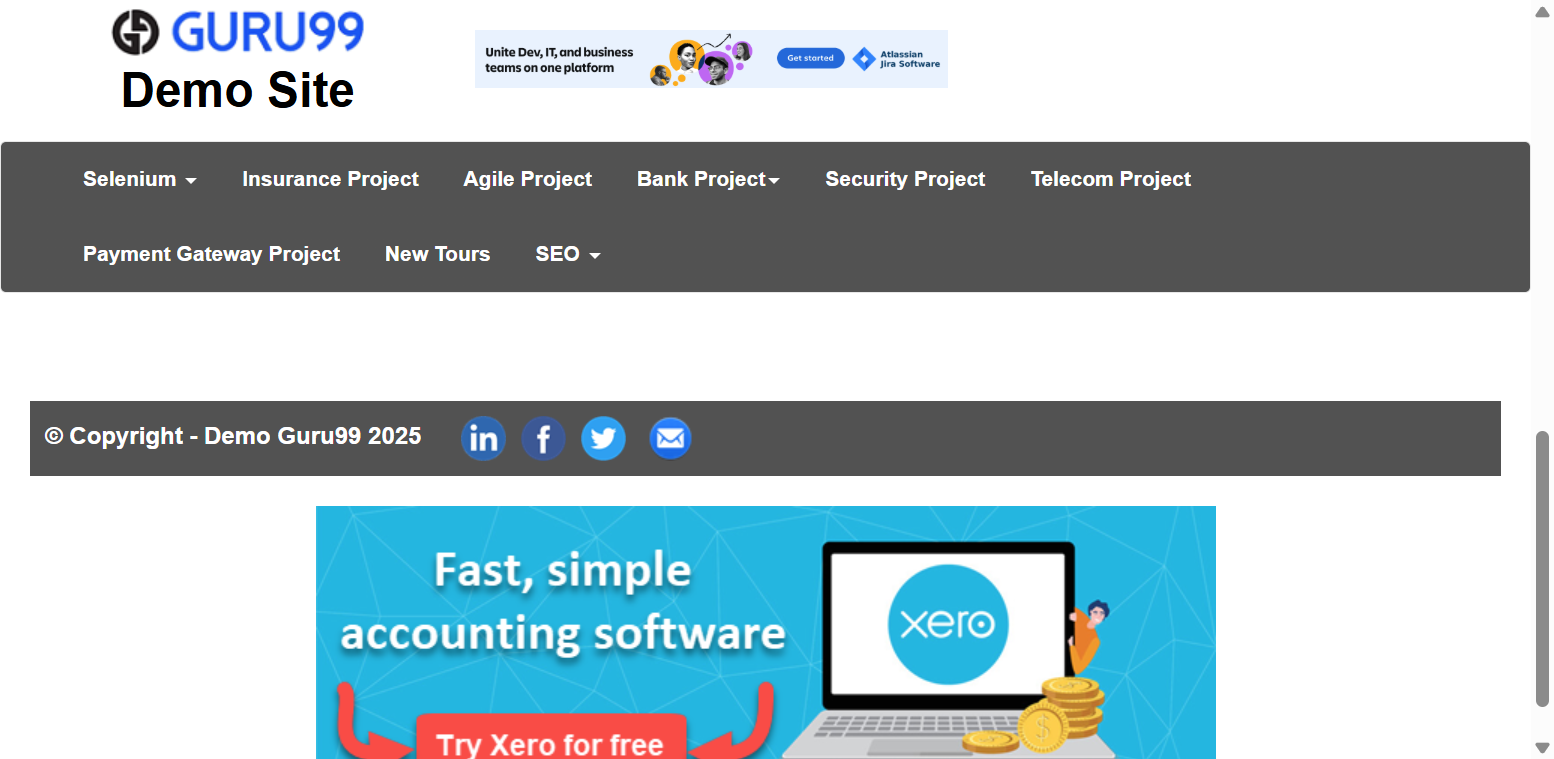 GURU99
Demo Site
Unite Dev, IT, and business
teams on one platform
Get started
Atlassian
Jira Software
Selenium
Insurance Project
Agile Project
Bank Project
Security Project
Telecom Project
Payment Gateway Project
New Tours
SEO
© Copyright - Demo Guru99 2025
in
f
Fast, simple
accounting software
xero
Try Xero for free